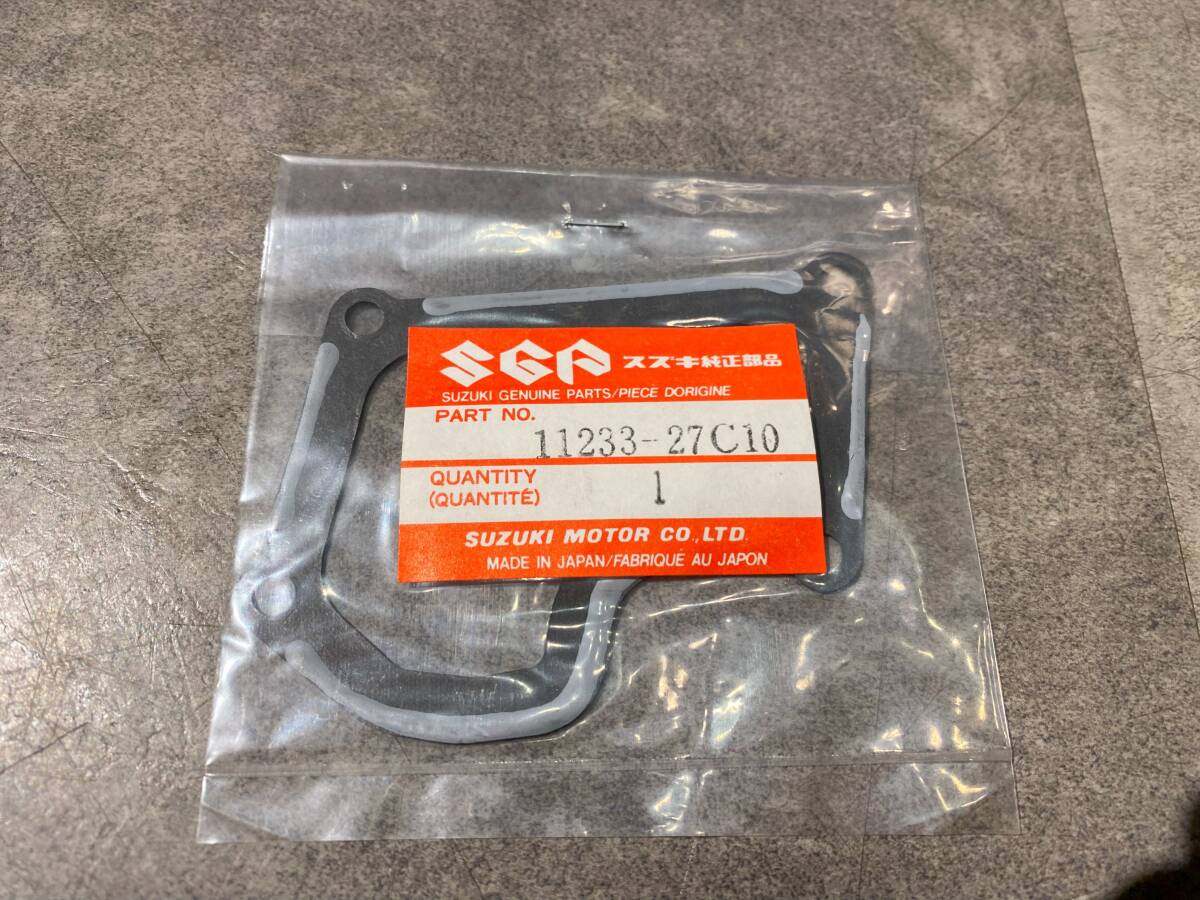 SGP スズキ純正部品
SUZUKI GENUINE PARTS/PIECE DORIGINE
PART NO.
11233-27C10
QUANTITY
(QUANTITÉ)
1
SUZUKI MOTOR CO.,LTD.
MADE IN JAPAN/FABRIQUÉ AU JAPON